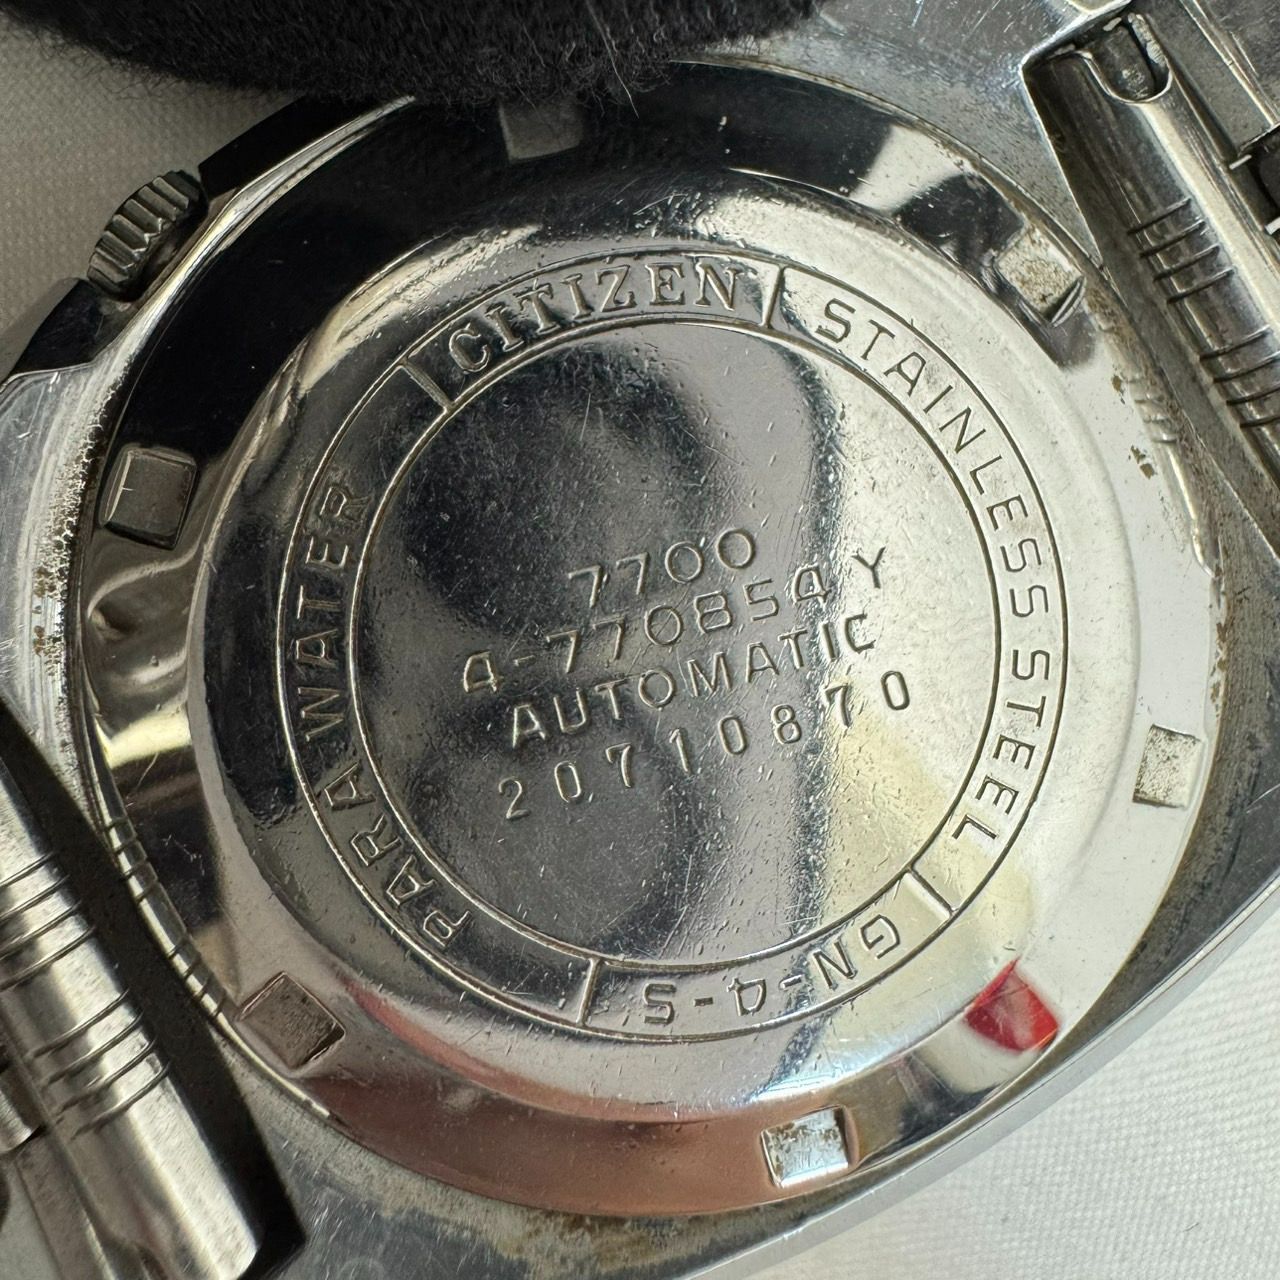 CITIZEN
STAINLESS STEEL
GN-4-S
PARA WATER
7700
4-770854 Y
AUTOMATIC
20710870